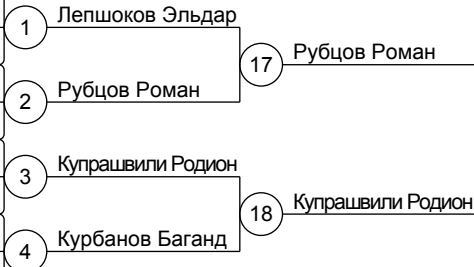 1
Лепшоков Эльдар
17
Рубцов Роман
2
Рубцов Роман
3
Купрашвили Родион
18
Купрашвили Родион
4
Курбанов Баганд